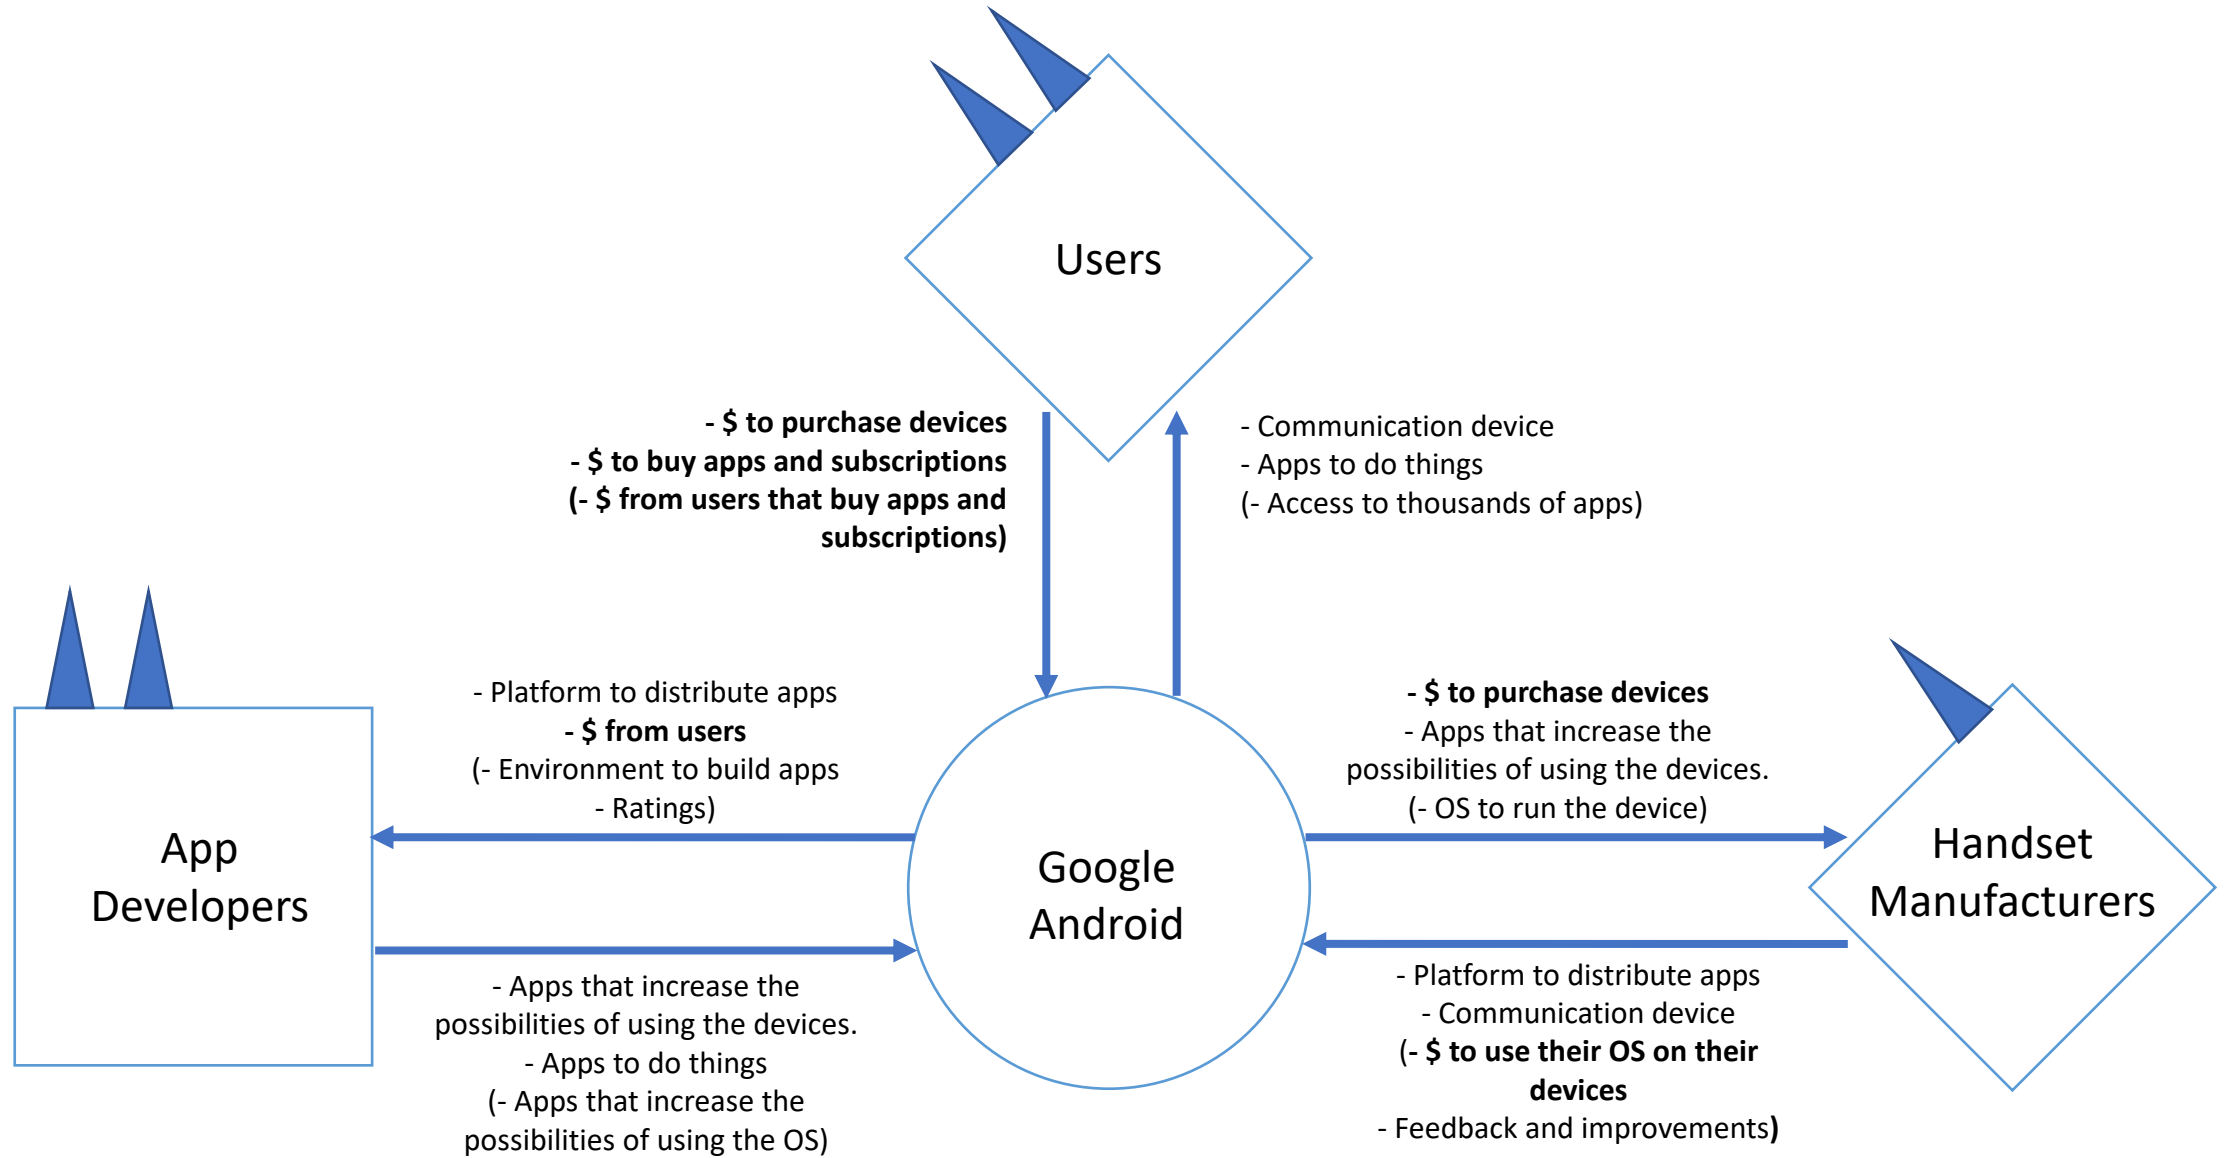 Users
- $ to purchase devices
- $ to buy apps and subscriptions
(- $ from users that buy apps and
subscriptions)
- Communication device
- Apps to do things
(- Access to thousands of apps)
- Platform to distribute apps
- $ from users
(- Environment to build apps
- Ratings)
- $ to purchase devices
- Apps that increase the
possibilities of using the devices.
(- OS to run the device)
App
Developers
Google
Android
Handset
Manufacturers
- Apps that increase the
possibilities of using the devices.
- Apps to do things
(- Apps that increase the
possibilities of using the OS)
- Platform to distribute apps
- Communication device
(- $ to use their OS on their
devices
- Feedback and improvements)